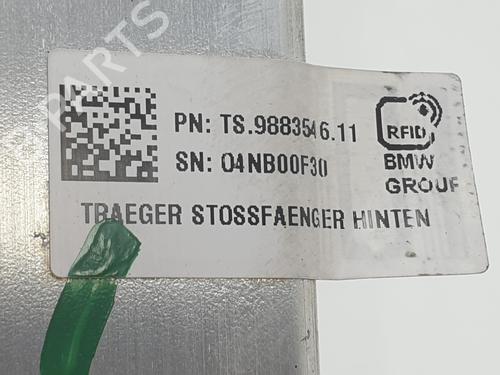 PN: TS.9883546.11
SN: 04NB00F30
RFID
BMW
GROUP
TRAEGER STOSSFAENGER HINTEN
PARTS